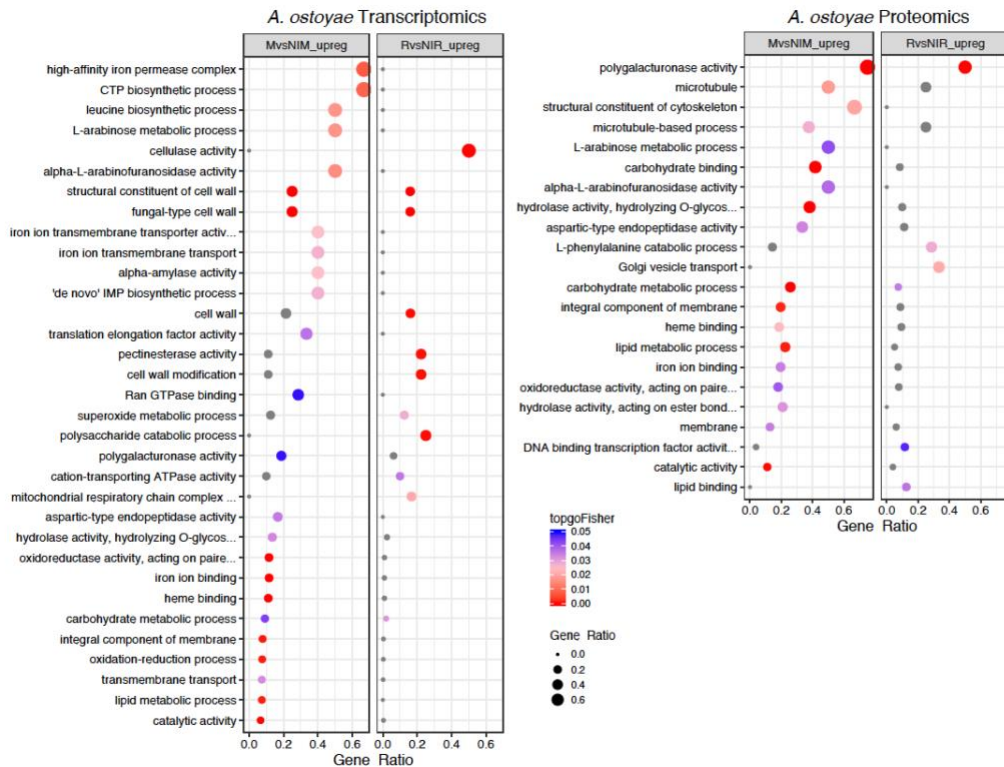 A. ostoyae Transcriptomics
MvsNIM_upreg
RvsNIR_upreg
high-affinity iron permease complex
CTP biosynthetic process
leucine biosynthetic process
L-arabinose metabolic process
cellulase activity
alpha-L-arabinofuranosidase activity
structural constituent of cell wall
fungal-type cell wall
iron ion transmembrane transporter activ...
iron ion transmembrane transport
alpha-amylase activity
'de novo' IMP biosynthetic process
cell wall
translation elongation factor activity
pectinesterase activity
cell wall modification
Ran GTPase binding
superoxide metabolic process
polysaccharide catabolic process
polygalacturonase activity
cation-transporting ATPase activity
mitochondrial respiratory chain complex ...
aspartic-type endopeptidase activity
hydrolase activity, hydrolyzing O-glycos...
oxidoreductase activity, acting on paire...
iron ion binding
heme binding
carbohydrate metabolic process
integral component of membrane
oxidation-reduction process
transmembrane transport
lipid metabolic process
catalytic activity
0.0 0.2 0.4 0.6 0.0 0.2 0.4 0.6
Gene Ratio
A. ostoyae Proteomics
MvsNIM_upreg
RvsNIR_upreg
polygalacturonase activity
microtubule
structural constituent of cytoskeleton
microtubule-based process
L-arabinose metabolic process
carbohydrate binding
alpha-L-arabinofuranosidase activity
hydrolase activity, hydrolyzing O-glycos...
aspartic-type endopeptidase activity
L-phenylalanine catabolic process
Golgi vesicle transport
carbohydrate metabolic process
integral component of membrane
heme binding
lipid metabolic process
iron ion binding
oxidoreductase activity, acting on paire...
hydrolase activity, acting on ester bond...
membrane
DNA binding transcription factor activit...
catalytic activity
lipid binding
0.0 0.2 0.4 0.6 0.0 0.2 0.4 0.6
Gene Ratio
topgoFisher
0.05
0.04
0.03
0.02
0.01
0.00
Gene Ratio
0.0
0.2
0.4
0.6